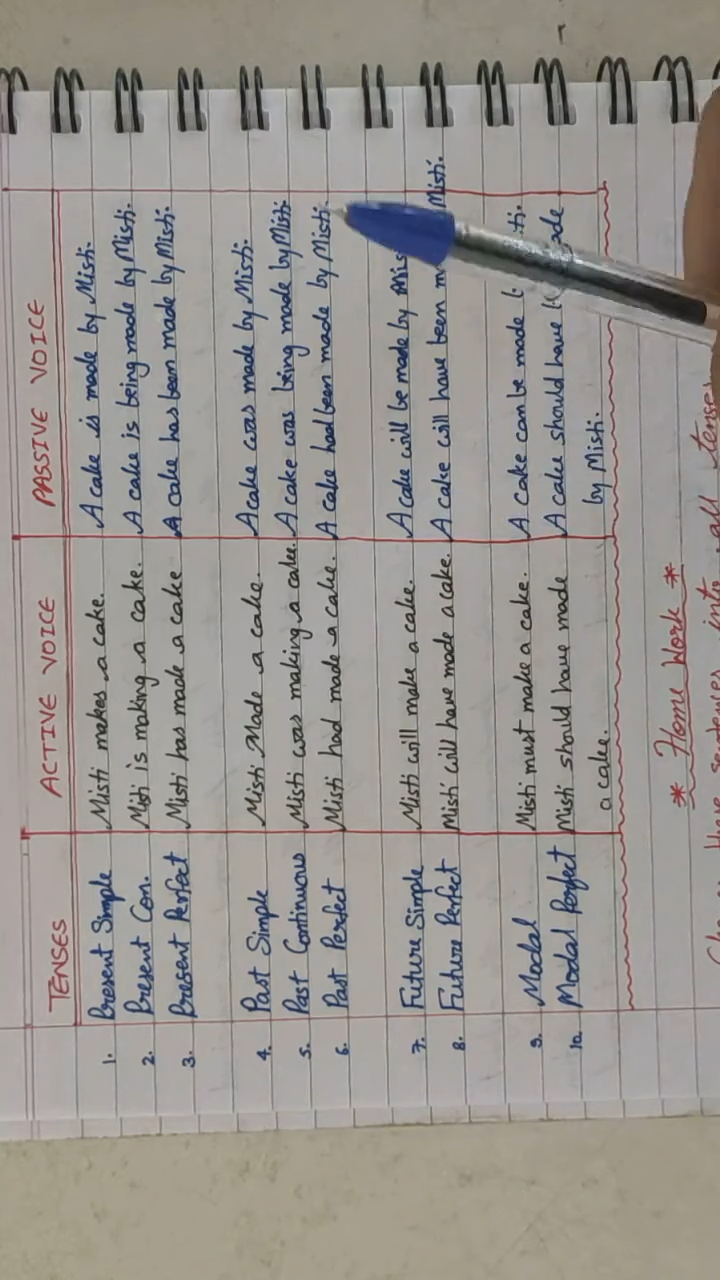 TENSES ACTIVE VOICE PASSIVE VOICE
1. Present Simple Misti makes a cake. A cake is made by Misti.
2. Present Con. Misti is making a cake. A cake is being made by Misti.
3. Present Perfect Misti has made a cake A cake has been made by Misti.
4. Past Simple Misti Made a cake. A cake was made by Misti.
5. Past Continuous Misti was making a cake. A cake was being made by Misti.
6. Past Perfect Misti had made a cake. A cake had been made by Misti.
7. Future Simple Misti will make a cake. A cake will be made by
8. Future Perfect Misti will have made a cake. A cake will have been Misti.
9. Modal Misti must make a cake. A cake can be made
10. Modal Perfect Misti should have made A cake should have
a cake. by Misti.
* Home Work *
sentences into all tenses